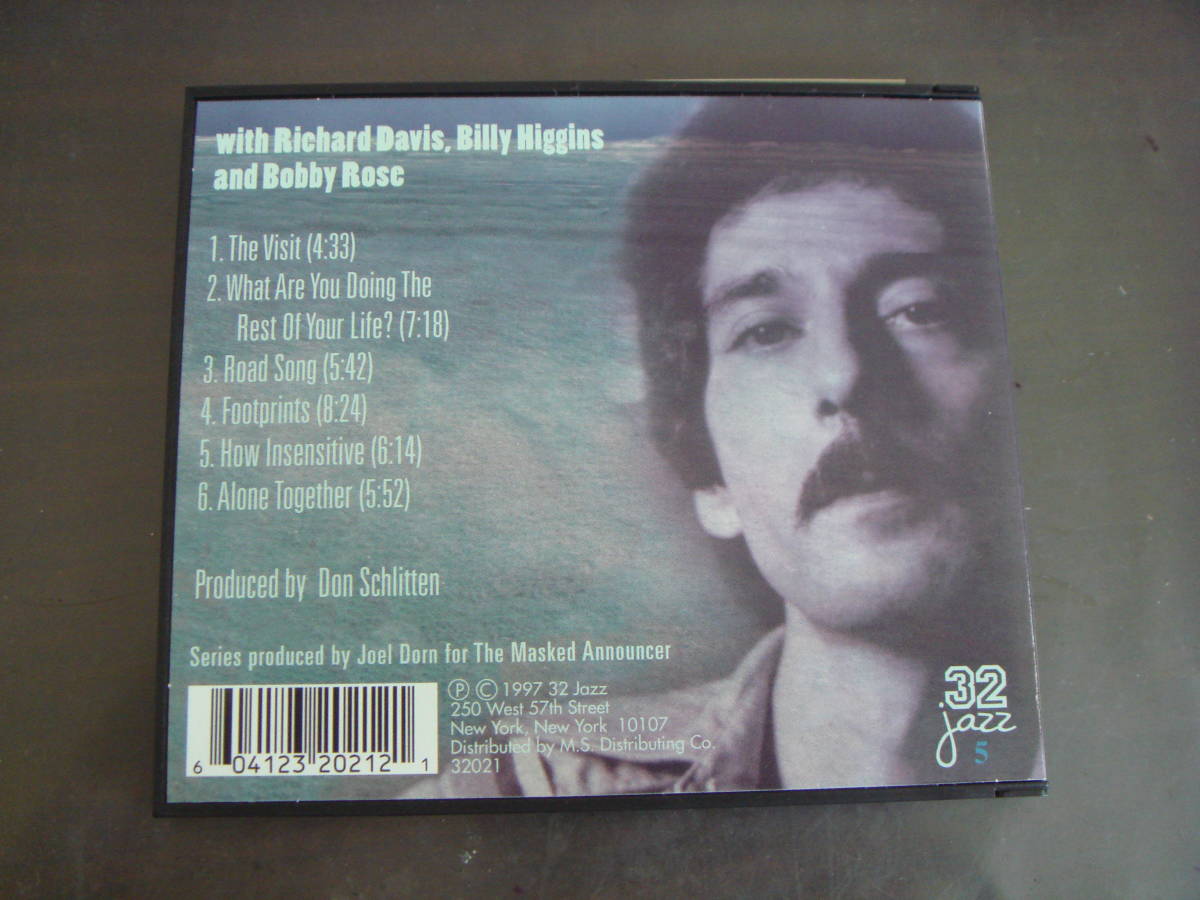 with Richard Davis, Billy Higgins
and Bobby Rose
1. The Visit (4:33)
2. What Are You Doing The
Rest Of Your Life? (7:18)
3. Road Song (5:42)
4. Footprints (8:24)
5. How Insensitive (6:14)
6. Alone Together (5:52)
Produced by Don Schlitten
Series produced by Joel Dorn for The Masked Announcer
℗ © 1997 32 Jazz
250 West 57th Street
New York, New York 10107
Distributed by M.S. Distributing Co.
32021
6 04123 20212 1
32
jazz
5